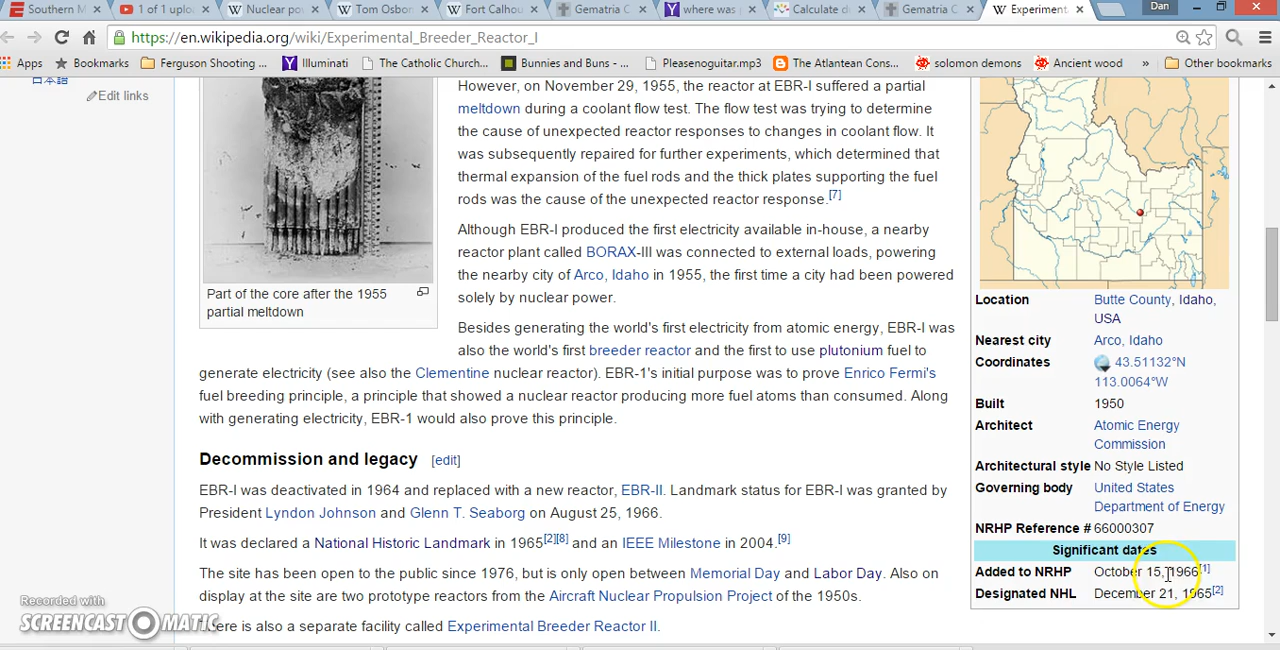 Southern M
1 of 1 uploa
Nuclear po
Tom Osbor
Fort Calhou
Gematria C
where was
Calculate d
Gematria C
Experiment
Dan
https://en.wikipedia.org/wiki/Experimental_Breeder_Reactor_I
Apps
Bookmarks
Ferguson Shooting ...
Illuminati
The Catholic Church...
Bunnies and Buns - ...
Pleasenoguitar.mp3
The Atlantean Cons...
solomon demons
Ancient wood
»
Other bookmarks
日本語
Edit links
However, on November 29, 1955, the reactor at EBR-I suffered a partial
meltdown during a coolant flow test. The flow test was trying to determine
the cause of unexpected reactor responses to changes in coolant flow. It
was subsequently repaired for further experiments, which determined that
thermal expansion of the fuel rods and the thick plates supporting the fuel
rods was the cause of the unexpected reactor response.[7]
Although EBR-I produced the first electricity available in-house, a nearby
reactor plant called BORAX-III was connected to external loads, powering
the nearby city of Arco, Idaho in 1955, the first time a city had been powered
solely by nuclear power.
Part of the core after the 1955
partial meltdown
Besides generating the world's first electricity from atomic energy, EBR-I was
also the world's first breeder reactor and the first to use plutonium fuel to
generate electricity (see also the Clementine nuclear reactor). EBR-1's initial purpose was to prove Enrico Fermi's
fuel breeding principle, a principle that showed a nuclear reactor producing more fuel atoms than consumed. Along
with generating electricity, EBR-1 would also prove this principle.
Decommission and legacy [edit]
EBR-I was deactivated in 1964 and replaced with a new reactor, EBR-II. Landmark status for EBR-I was granted by
President Lyndon Johnson and Glenn T. Seaborg on August 25, 1966.
It was declared a National Historic Landmark in 1965[2][8] and an IEEE Milestone in 2004.[9]
The site has been open to the public since 1976, but is only open between Memorial Day and Labor Day. Also on
display at the site are two prototype reactors from the Aircraft Nuclear Propulsion Project of the 1950s.
There is also a separate facility called Experimental Breeder Reactor II.
Location Butte County, Idaho,
USA
Nearest city Arco, Idaho
Coordinates 43.51132°N
113.0064°W
Built 1950
Architect Atomic Energy
Commission
Architectural style No Style Listed
Governing body United States
Department of Energy
NRHP Reference # 66000307
Significant dates
Added to NRHP October 15, 1966[1]
Designated NHL December 21, 1965[2]
Recorded with
SCREENCAST MATIC